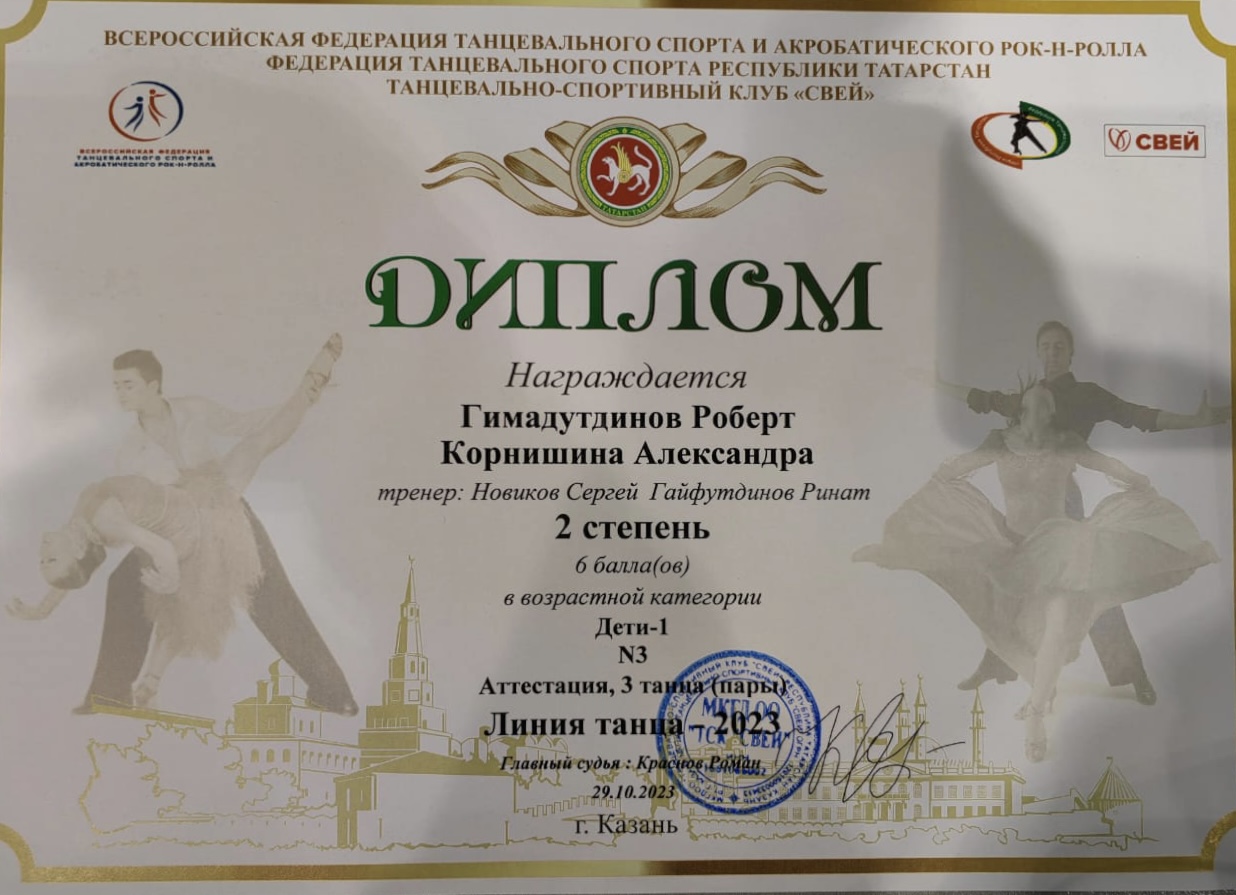 ВСЕРОССИЙСКАЯ ФЕДЕРАЦИЯ ТАНЦЕВАЛЬНОГО СПОРТА И АКРОБАТИЧЕСКОГО РОК-Н-РОЛЛА
ФЕДЕРАЦИЯ ТАНЦЕВАЛЬНОГО СПОРТА РЕСПУБЛИКИ ТАТАРСТАН
ТАНЦЕВАЛЬНО-СПОРТИВНЫЙ КЛУБ «СВЕЙ»
ВСЕРОССИЙСКАЯ ФЕДЕРАЦИЯ
ТАНЦЕВАЛЬНОГО СПОРТА И
АКРОБАТИЧЕСКОГО РОК-Н-РОЛЛА
СВЕЙ
ТАТАРСТАН
ДИПЛОМ
Награждается
Гимадутдинов Роберт
Корнишина Александра
тренер: Новиков Сергей Гайфутдинов Ринат
2 степень
6 балла(ов)
в возрастной категории
Дети-1
N3
Аттестация, 3 танца (пары)
Линия танца - 2023
Главный судья : Краснов Роман
29.10.2023
г. Казань
МКГДОО
"ТСК "СВЕЙ"